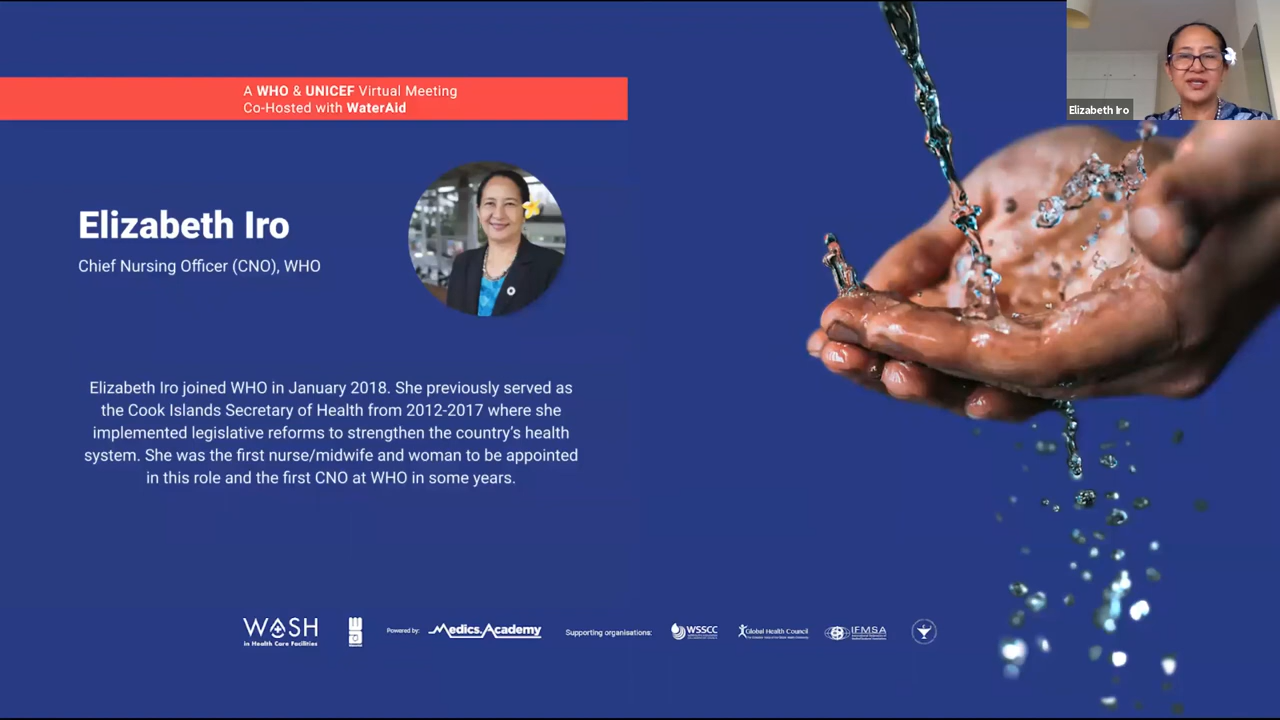 A WHO & UNICEF Virtual Meeting
Co-Hosted with WaterAid
Elizabeth Iro
Elizabeth Iro
Chief Nursing Officer (CNO), WHO
Elizabeth Iro joined WHO in January 2018. She previously served as
the Cook Islands Secretary of Health from 2012-2017 where she
implemented legislative reforms to strengthen the country's health
system. She was the first nurse/midwife and woman to be appointed
in this role and the first CNO at WHO in some years.
WASH
in Health Care Facilities
Powered by:
Medics.Academy
Supporting organisations:
WSSCC
Global Health Council
IFMSA